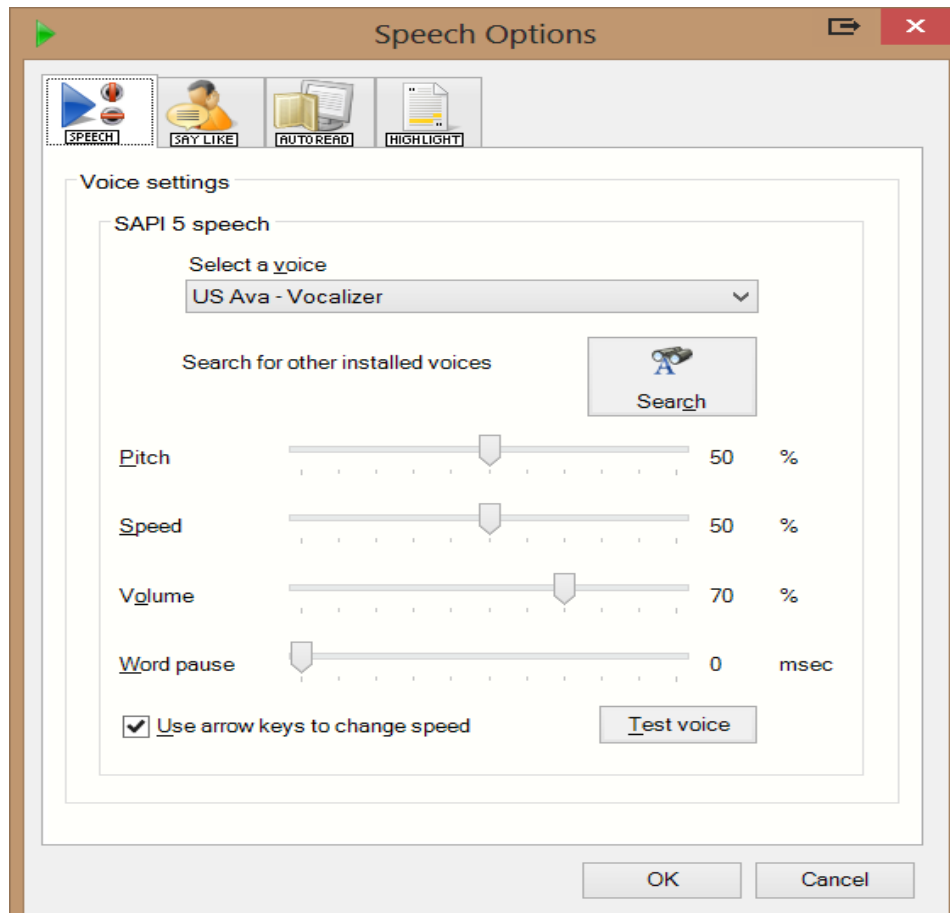 Speech Options
SPEECH SAY LIKE AUTOREAD HIGHLIGHT
Voice settings
SAPI 5 speech
Select a voice
US Ava - Vocalizer
Search for other installed voices
Search
Pitch 50 %
Speed 50 %
Volume 70 %
Word pause 0 msec
Use arrow keys to change speed Test voice
OK Cancel